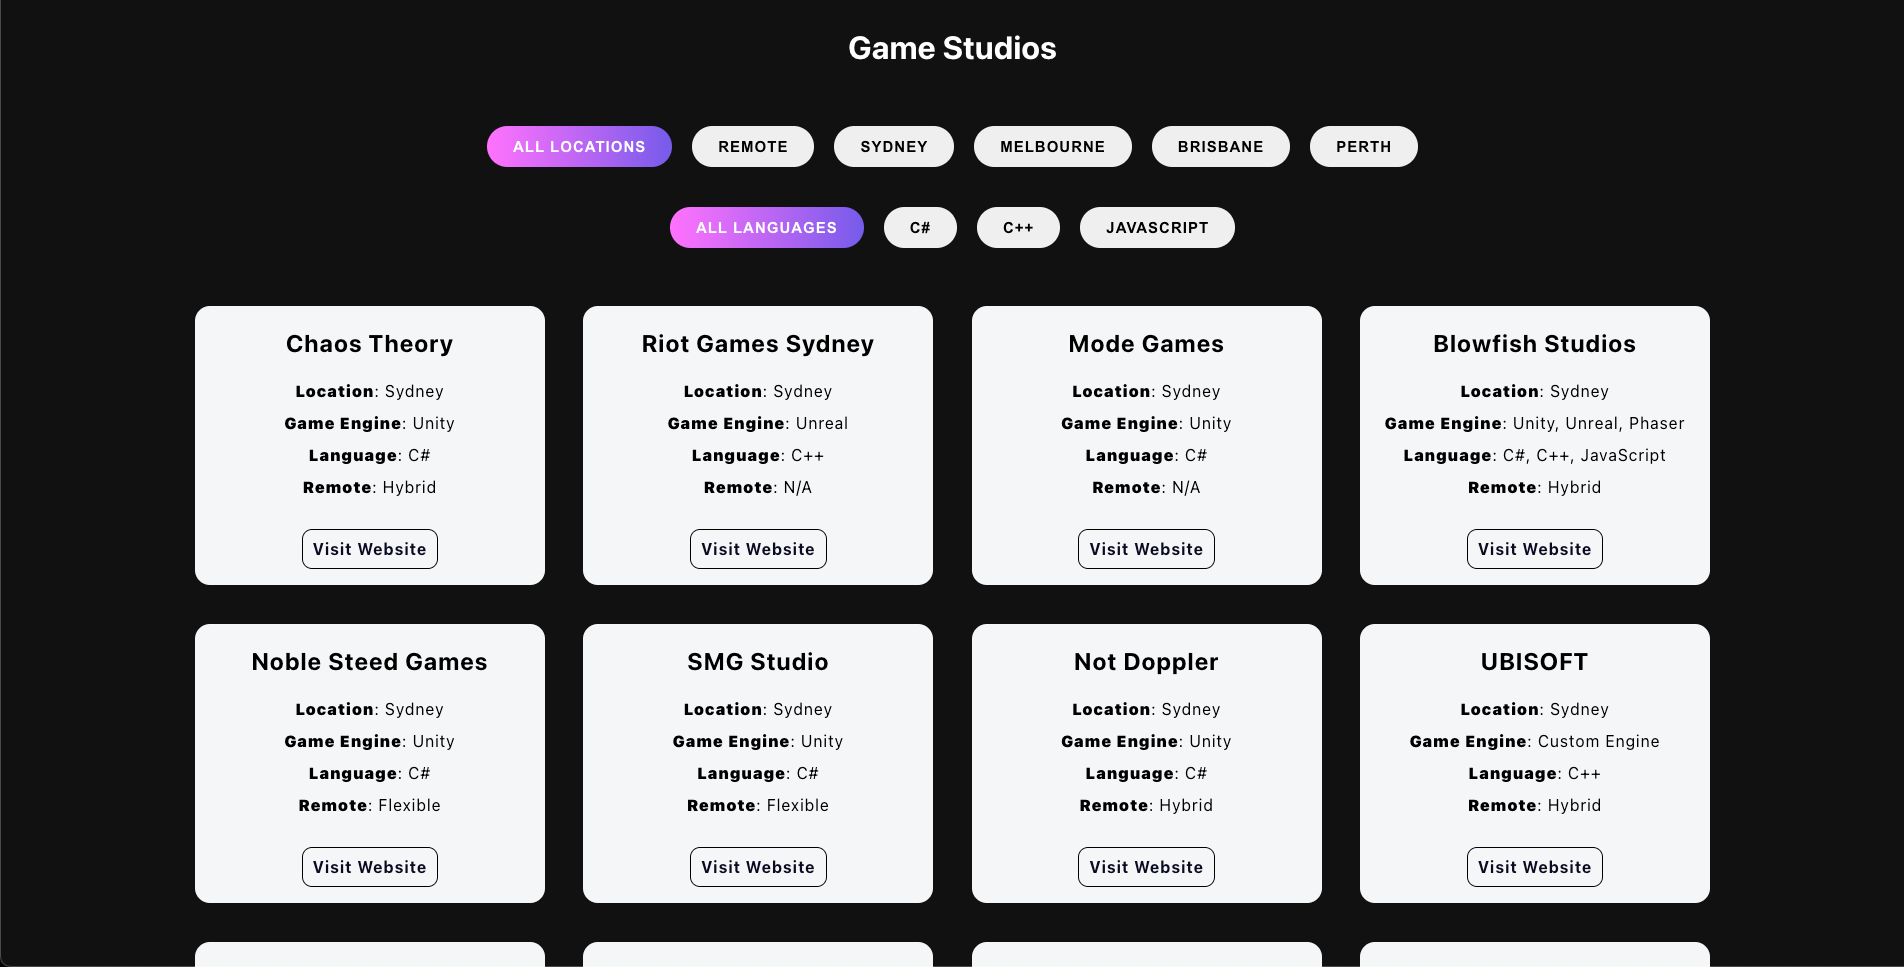 Game Studios
ALL LOCATIONS REMOTE SYDNEY MELBOURNE BRISBANE PERTH
ALL LANGUAGES C# C++ JAVASCRIPT
Chaos Theory
Location: Sydney
Game Engine: Unity
Language: C#
Remote: Hybrid
Visit Website
Riot Games Sydney
Location: Sydney
Game Engine: Unreal
Language: C++
Remote: N/A
Visit Website
Mode Games
Location: Sydney
Game Engine: Unity
Language: C#
Remote: N/A
Visit Website
Blowfish Studios
Location: Sydney
Game Engine: Unity, Unreal, Phaser
Language: C#, C++, JavaScript
Remote: Hybrid
Visit Website
Noble Steed Games
Location: Sydney
Game Engine: Unity
Language: C#
Remote: Flexible
Visit Website
SMG Studio
Location: Sydney
Game Engine: Unity
Language: C#
Remote: Flexible
Visit Website
Not Doppler
Location: Sydney
Game Engine: Unity
Language: C#
Remote: Hybrid
Visit Website
UBISOFT
Location: Sydney
Game Engine: Custom Engine
Language: C++
Remote: Hybrid
Visit Website